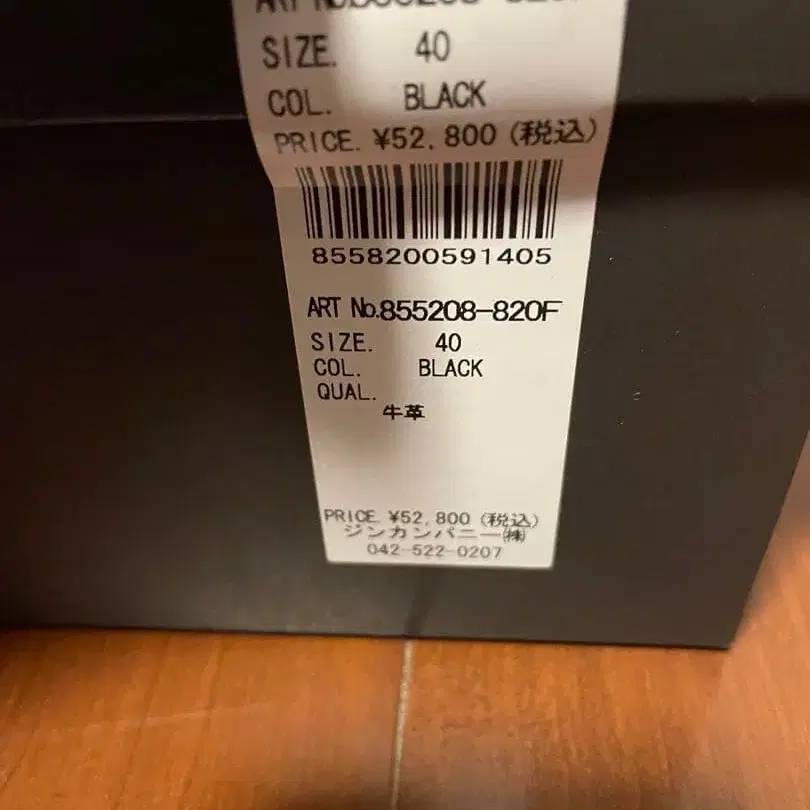 SIZE. 40
COL. BLACK
PRICE. ¥52,800 (税込)
8558200591405
ART No.855208-820F
SIZE. 40
COL. BLACK
QUAL.
牛革
PRICE. ¥52,800 (税込)
ジンカンパニー㈱
042-522-0207